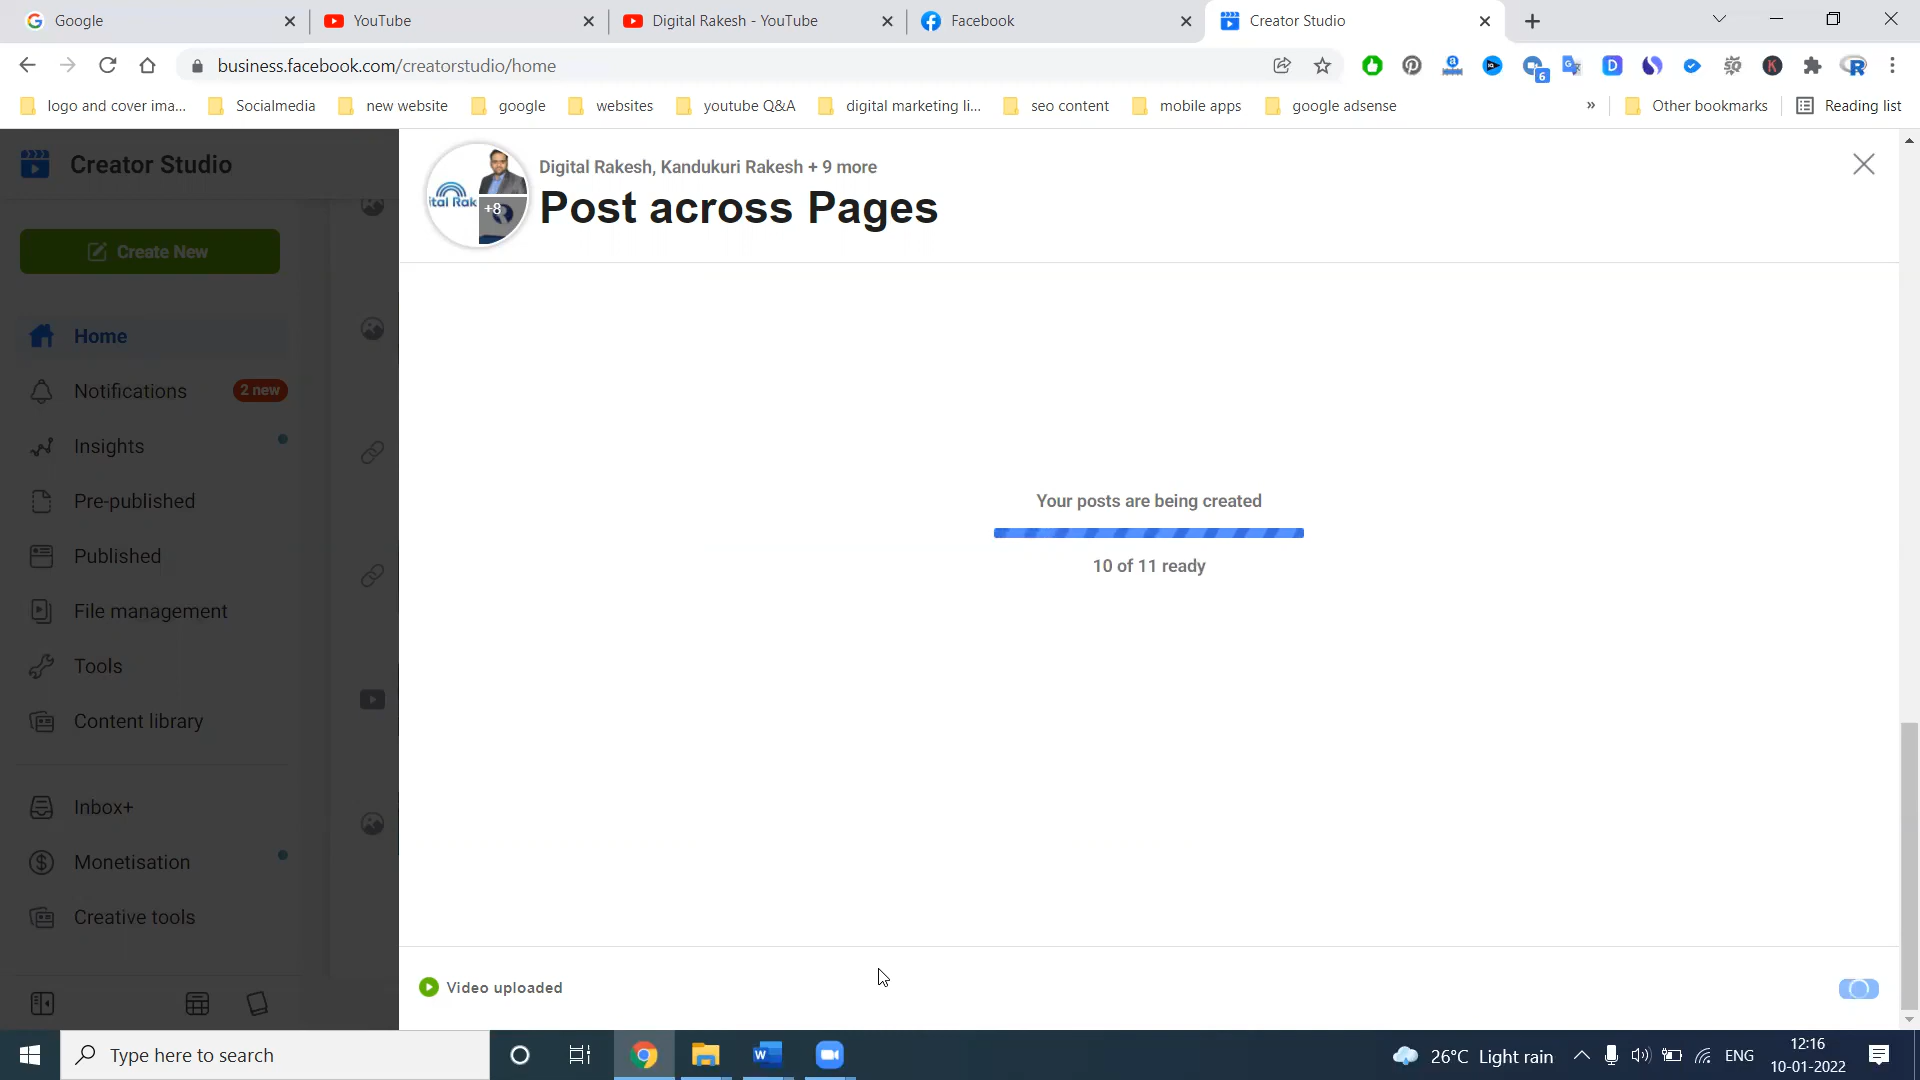 Google
YouTube
Digital Rakesh - YouTube
Facebook
Creator Studio
business.facebook.com/creatorstudio/home
6
logo and cover ima...
Socialmedia
new website
google
websites
youtube Q&A
digital marketing li...
seo content
mobile apps
google adsense
»
Other bookmarks
Reading list
Creator Studio
Create New
Home
Notifications
2 new
Insights
Pre-published
Published
File management
Tools
Content library
Inbox+
Monetisation
Creative tools
ital Rak
+8
Digital Rakesh, Kandukuri Rakesh + 9 more
Post across Pages
Your posts are being created
10 of 11 ready
Video uploaded
Type here to search
26°C Light rain
ENG
12:16
10-01-2022